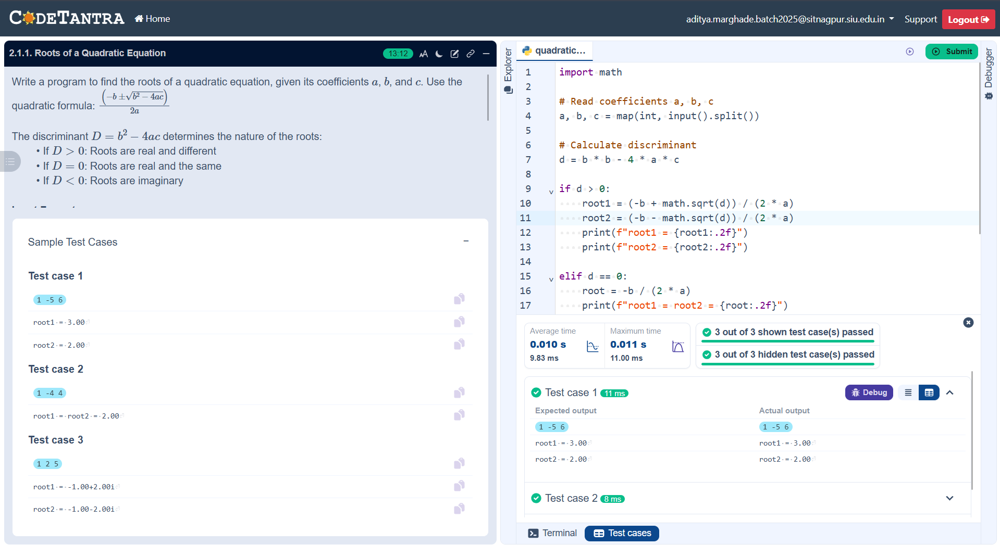 CODETANTRA Home
aditya.marghade.batch2025@sitnagpur.siu.edu.in Support Logout
2.1.1. Roots of a Quadratic Equation 13:12
Write a program to find the roots of a quadratic equation, given its coefficients a, b, and c. Use the
quadratic formula: (−b ±√b² − 4ac) / 2a
The discriminant D = b² − 4ac determines the nature of the roots:
• If D > 0: Roots are real and different
• If D = 0: Roots are real and the same
• If D < 0: Roots are imaginary
Sample Test Cases
Test case 1
1 -5 6
root1 = 3.00
root2 = 2.00
Test case 2
1 -4 4
root1 = root2 = 2.00
Test case 3
1 2 5
root1 = -1.00+2.00i
root2 = -1.00-2.00i
Explorer
quadratic...
Submit
Debugger
1 import math
2
3 # Read coefficients a, b, c
4 a, b, c = map(int, input().split())
5
6 # Calculate discriminant
7 d = b * b - 4 * a * c
8
9 if d > 0:
10 root1 = (-b + math.sqrt(d)) / (2 * a)
11 root2 = (-b - math.sqrt(d)) / (2 * a)
12 print(f"root1 = {root1:.2f}")
13 print(f"root2 = {root2:.2f}")
14
15 elif d == 0:
16 root = -b / (2 * a)
17 print(f"root1 = root2 = {root:.2f}")
Average time
0.010 s
9.83 ms
Maximum time
0.011 s
11.00 ms
3 out of 3 shown test case(s) passed
3 out of 3 hidden test case(s) passed
Test case 1 11 ms
Debug
Expected output Actual output
1 -5 6 1 -5 6
root1 = 3.00 root1 = 3.00
root2 = 2.00 root2 = 2.00
Test case 2 8 ms
Terminal Test cases